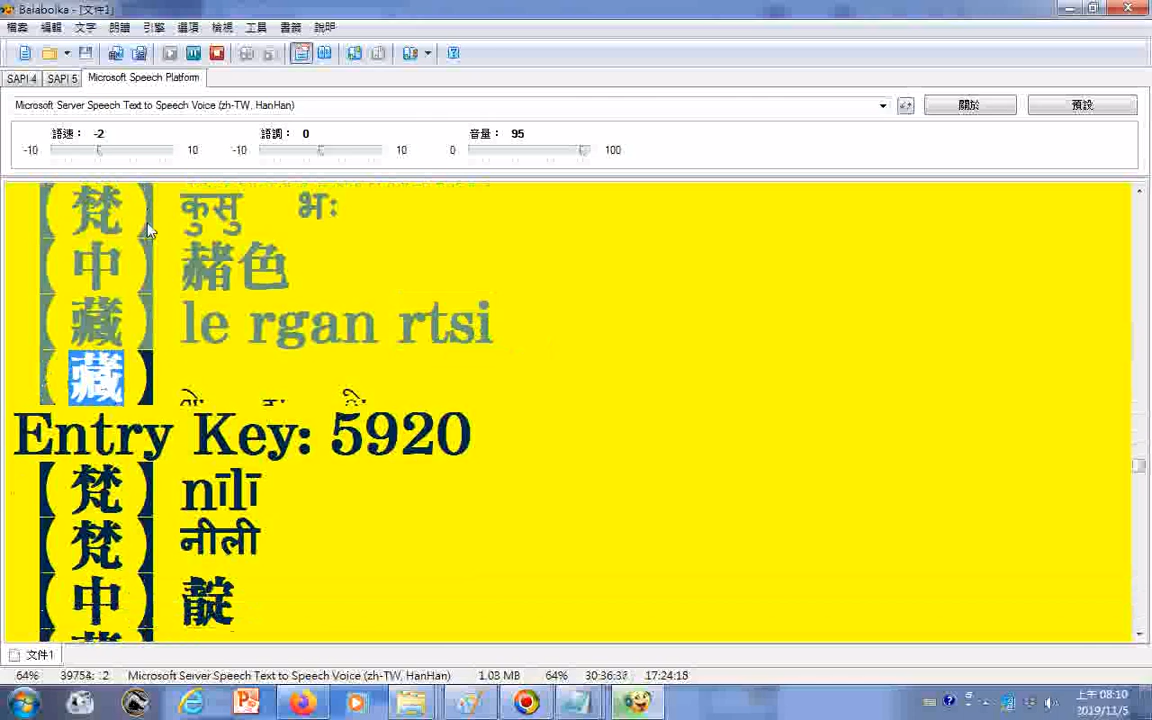 Balabolka - [文件1]
檔案 編輯 文字 朗讀 引擎 選項 檢視 工具 書籤 說明
SAPI 4 SAPI 5 Microsoft Speech Platform
Microsoft Server Speech Text to Speech Voice (zh-TW, HanHan) 關於 預設
語速： -2 語調： 0 音量： 95
-10 10 -10 10 0 100
【梵】 कुसु भः
【中】 赭色
【藏】 le rgan rtsi
【藏】
Entry Key: 5920
【梵】 nīlī
【梵】 नीली
【中】 靛
文件1
64% Microsoft Server Speech Text to Speech Voice (zh-TW, HanHan) 1.03 MB 64% 17:24:18
上午 08:10
2019/11/5